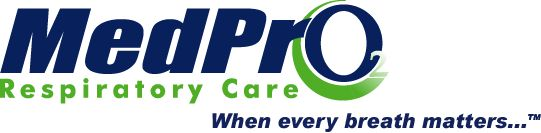 MedPrO2
Respiratory Care
When every breath matters...™